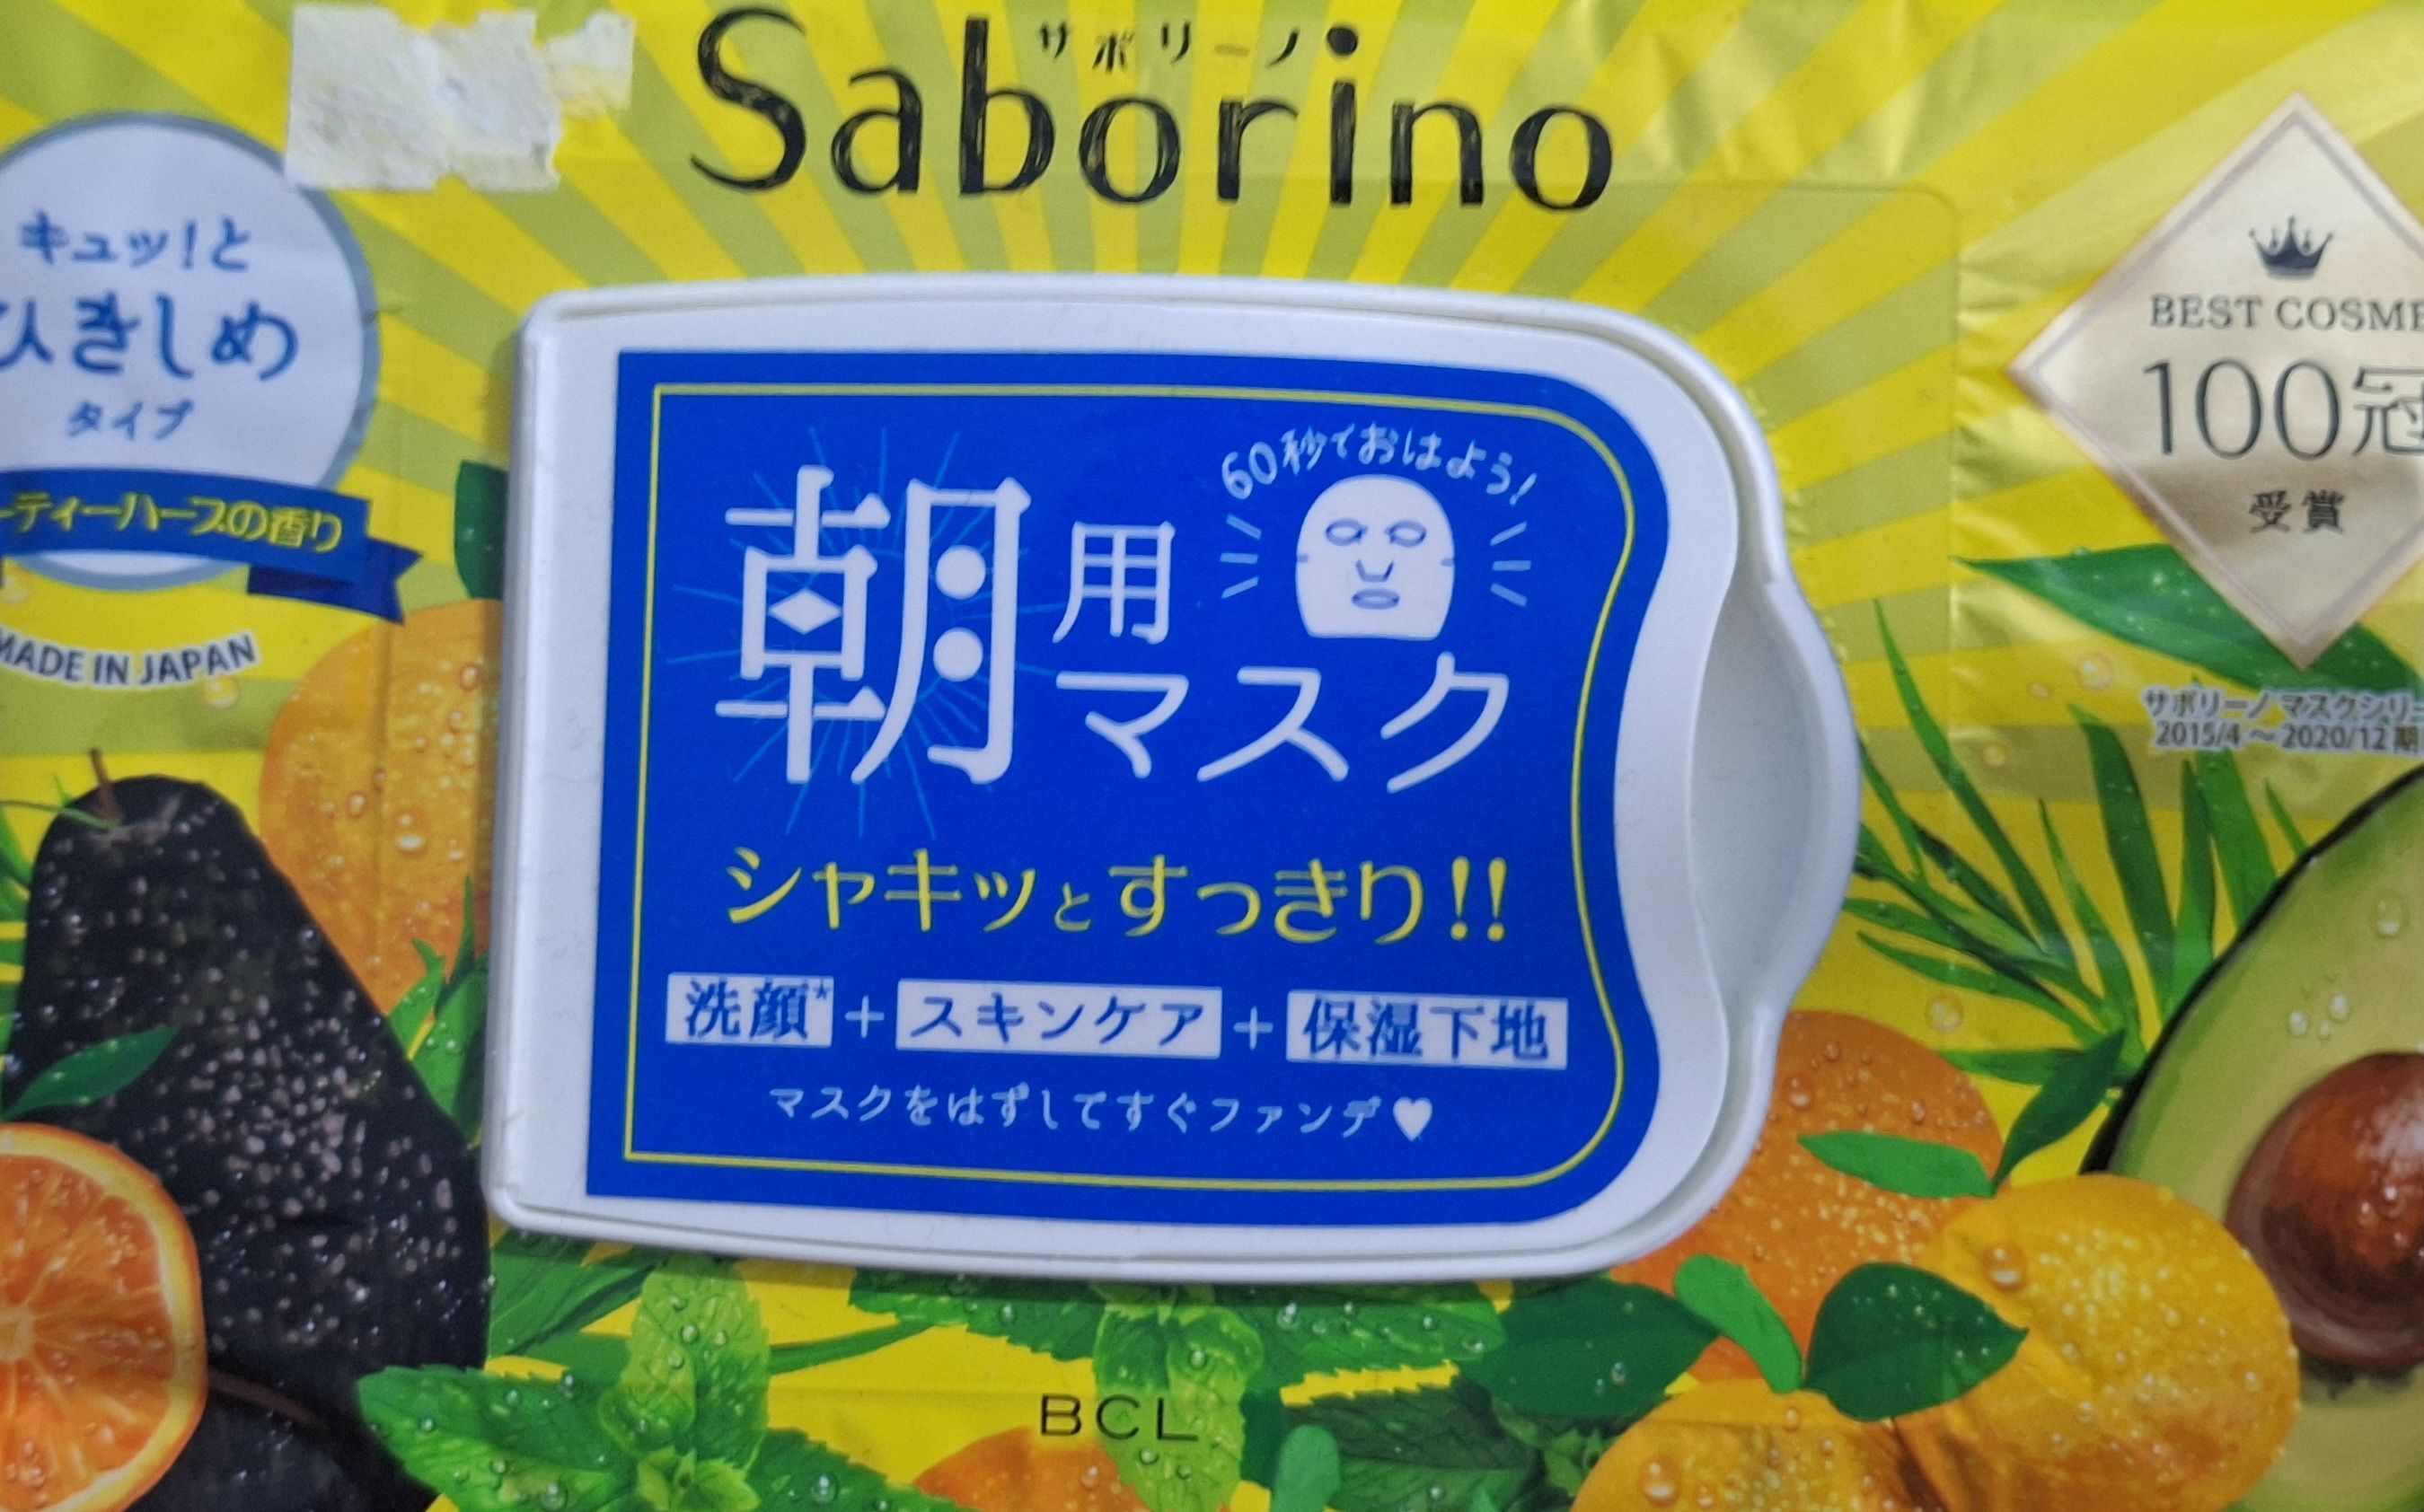 サボリーノ
Saborino
キュッ!と
ひきしめ
タイプ
ーティーハーブの香り
MADE IN JAPAN
BEST COSME
100冠
受賞
サボリーノ マスクシリー
2015/4 〜2020/12 期
60秒でおはよう!
朝用
マスク
シャキッとすっきり!!
洗顔*+スキンケア+保湿下地
マスクをはずしてすぐファンデ♥
BCL